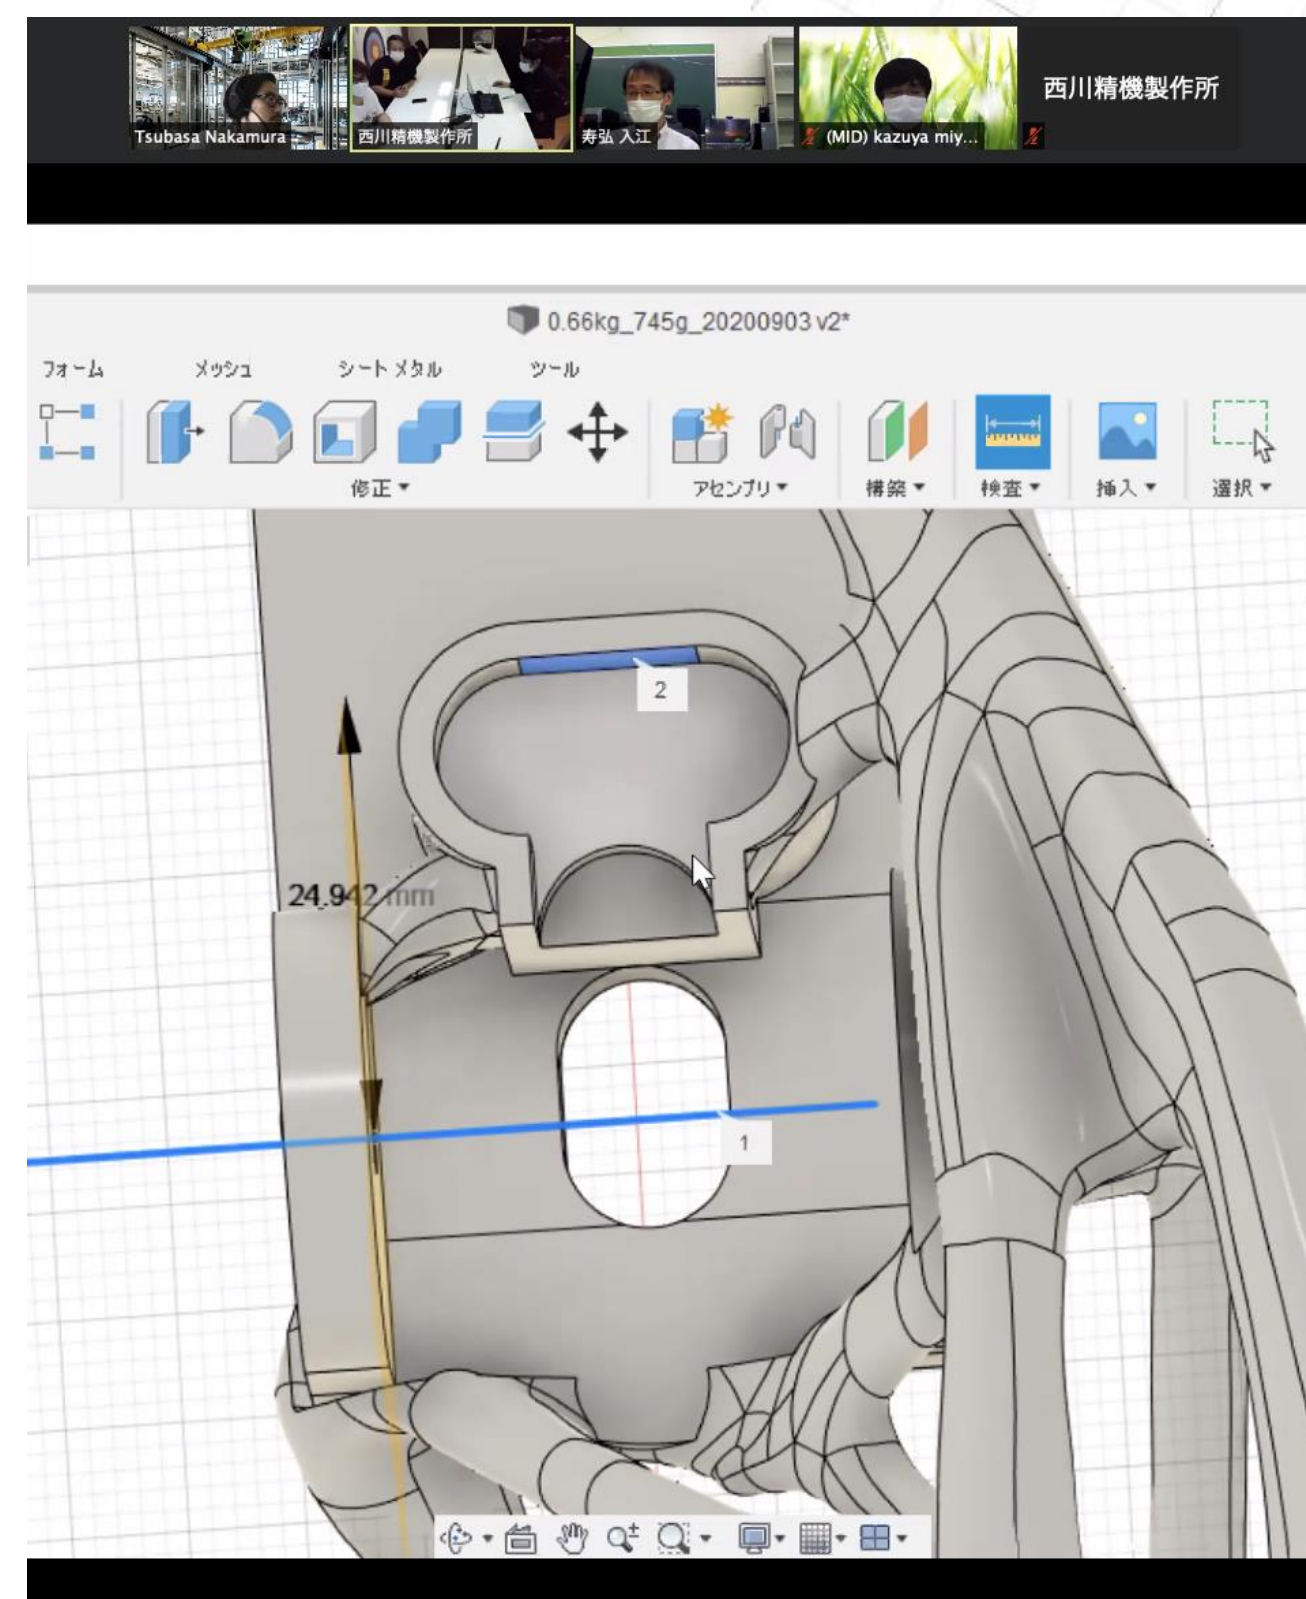 西川精機製作所
Tsubasa Nakamura
西川精機製作所
寿弘 入江
(MID) kazuya miy...
0.66kg_745g_20200903 v2*
フォーム メッシュ シート メタル ツール
修正 アセンブリ 構築 検査 挿入 選択
2
24.942 mm
1